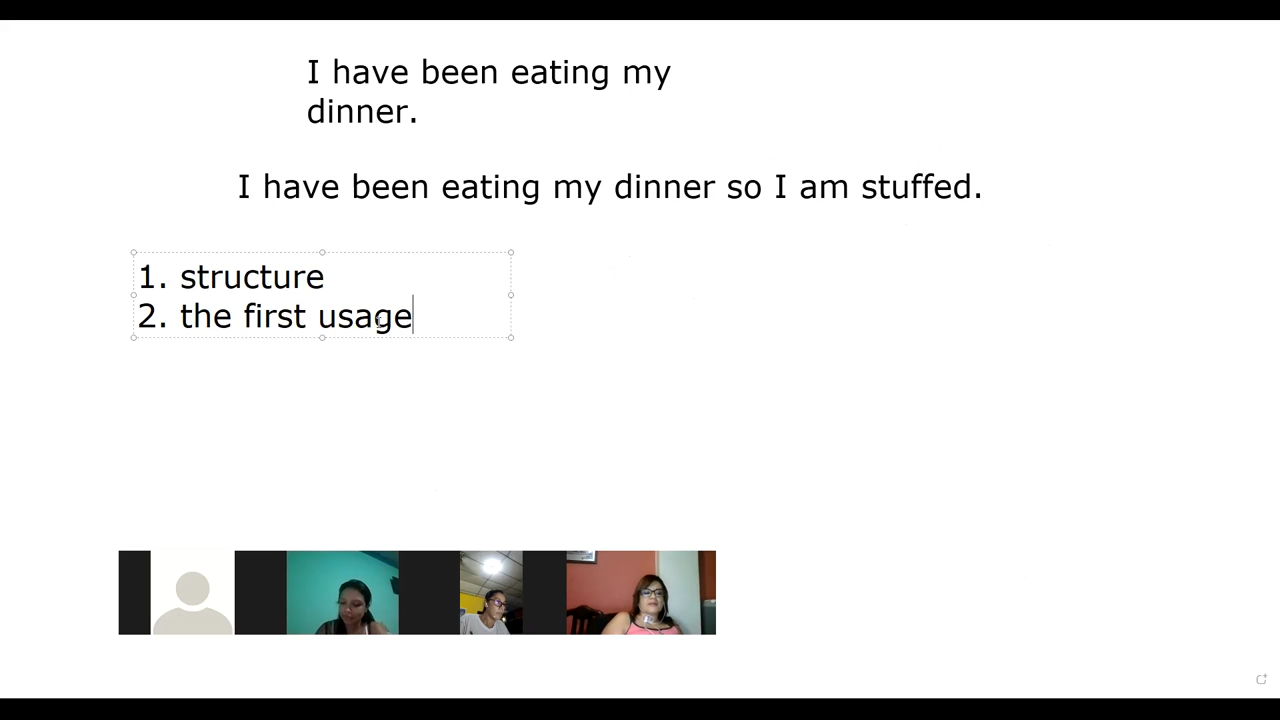 I have been eating my
dinner.
I have been eating my dinner so I am stuffed.
1. structure
2. the first usage